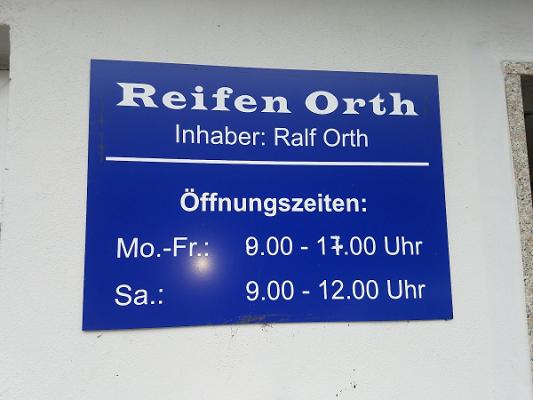 Reifen Orth
Inhaber: Ralf Orth
Öffnungszeiten:
Mo.-Fr.: 9.00 - 17.00 Uhr
Sa.: 9.00 - 12.00 Uhr